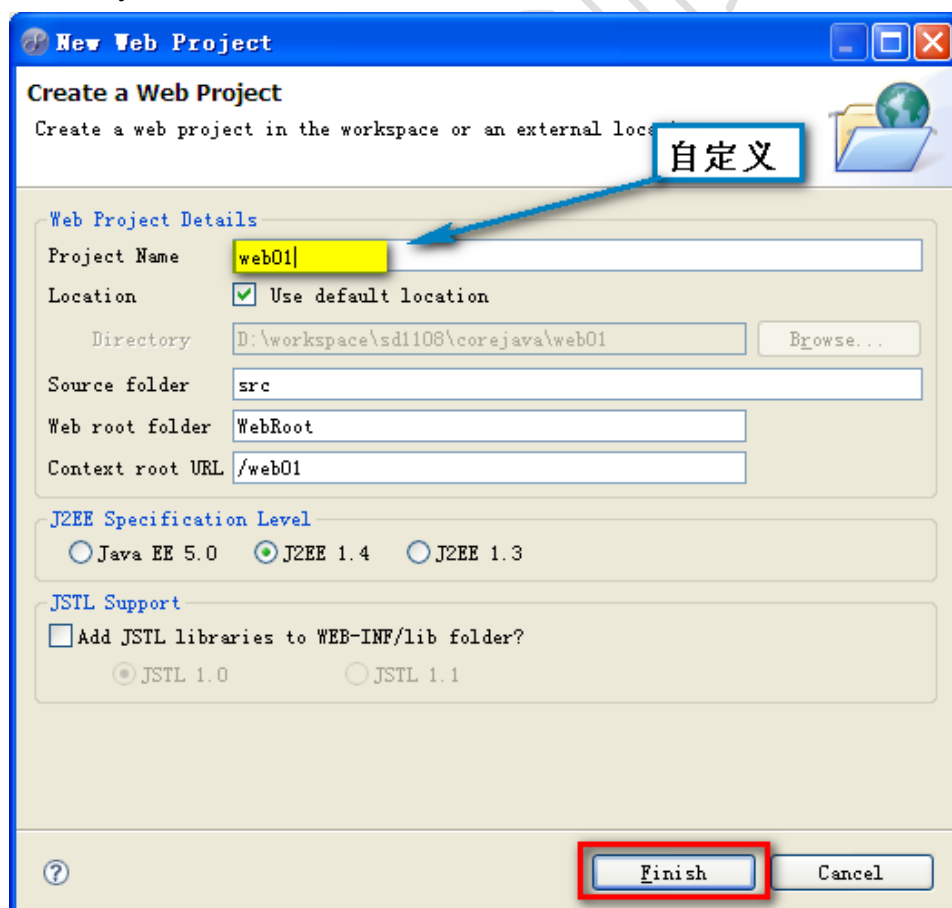 New Web Project
Create a Web Project
Create a web project in the workspace or an external
自定义
Web Project Details
Project Name web01
Location Use default location
Directory D:\workspace\sd1108\corejava\web01 Browse...
Source folder src
Web root folder WebRoot
Context root URL /web01
J2EE Specification Level
Java EE 5.0 J2EE 1.4 J2EE 1.3
JSTL Support
Add JSTL libraries to WEB-INF/lib folder?
JSTL 1.0 JSTL 1.1
Finish Cancel